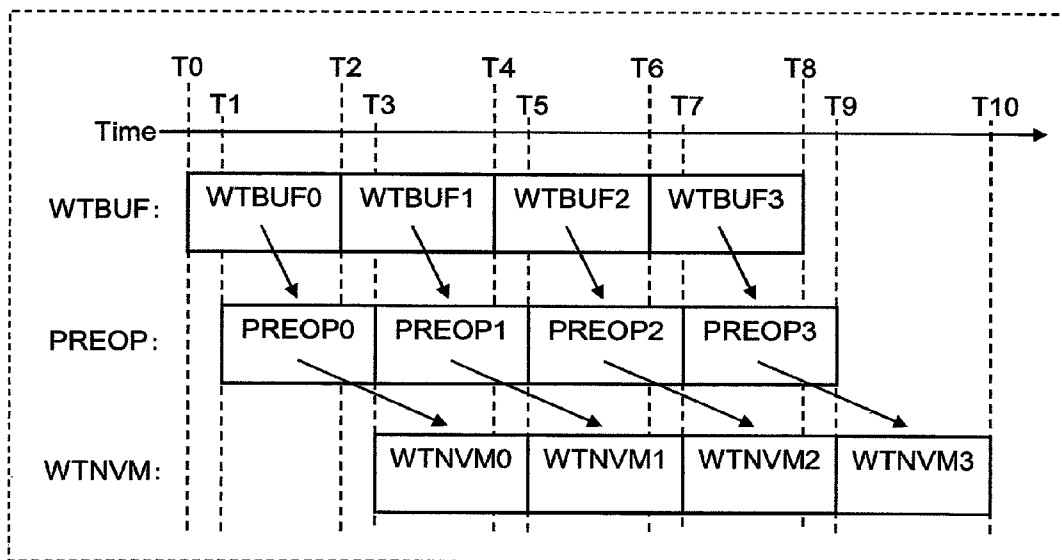 T0 T2 T4 T6 T8
T1 T3 T5 T7 T9 T10
Time
WTBUF: WTBUF0 WTBUF1 WTBUF2 WTBUF3
PREOP: PREOP0 PREOP1 PREOP2 PREOP3
WTNVM: WTNVM0 WTNVM1 WTNVM2 WTNVM3